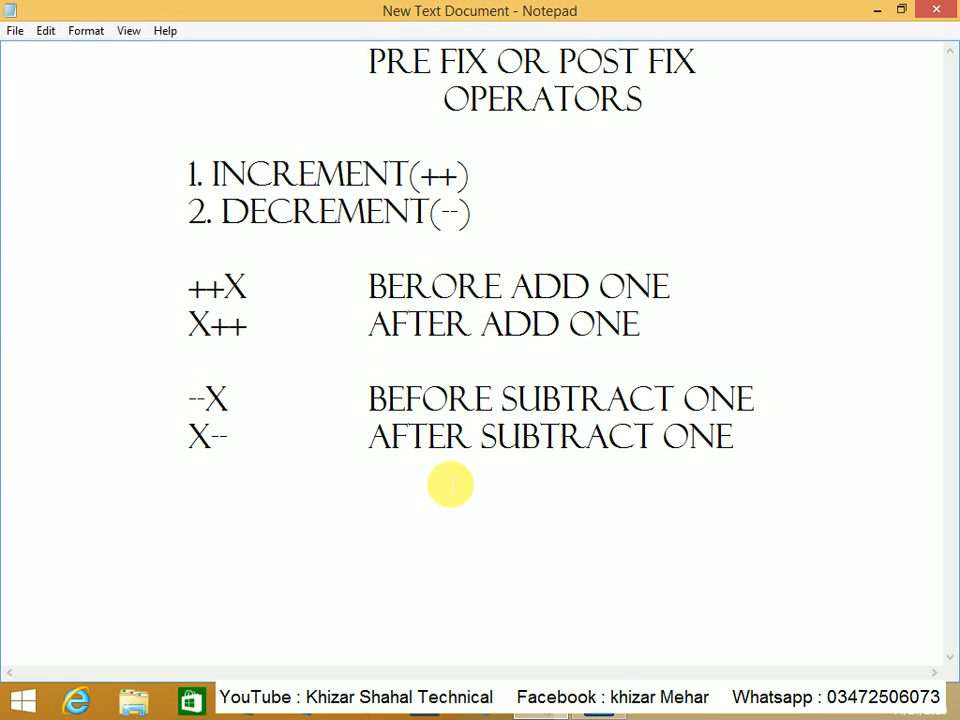 New Text Document - Notepad
File Edit Format View Help
PRE FIX OR POST FIX
OPERATORS
1. INCREMENT(++)
2. DECREMENT(--)
++X BERORE ADD ONE
X++ AFTER ADD ONE
--X BEFORE SUBTRACT ONE
X-- AFTER SUBTRACT ONE
YouTube : Khizar Shahal Technical Facebook : khizar Mehar Whatsapp : 03472506073